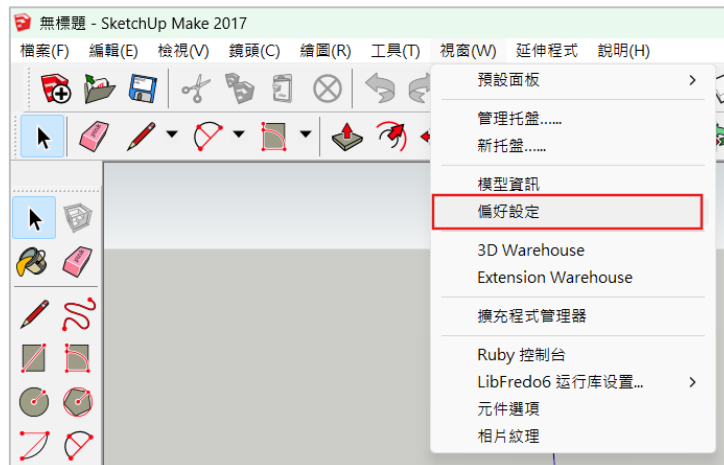 無標題 - SketchUp Make 2017
檔案(F) 編輯(E) 檢視(V) 鏡頭(C) 繪圖(R) 工具(T) 視窗(W) 延伸程式 說明(H)
預設面板
管理托盤......
新托盤......
模型資訊
偏好設定
3D Warehouse
Extension Warehouse
擴充程式管理器
Ruby 控制台
LibFredo6 运行库设置...
元件選項
相片紋理